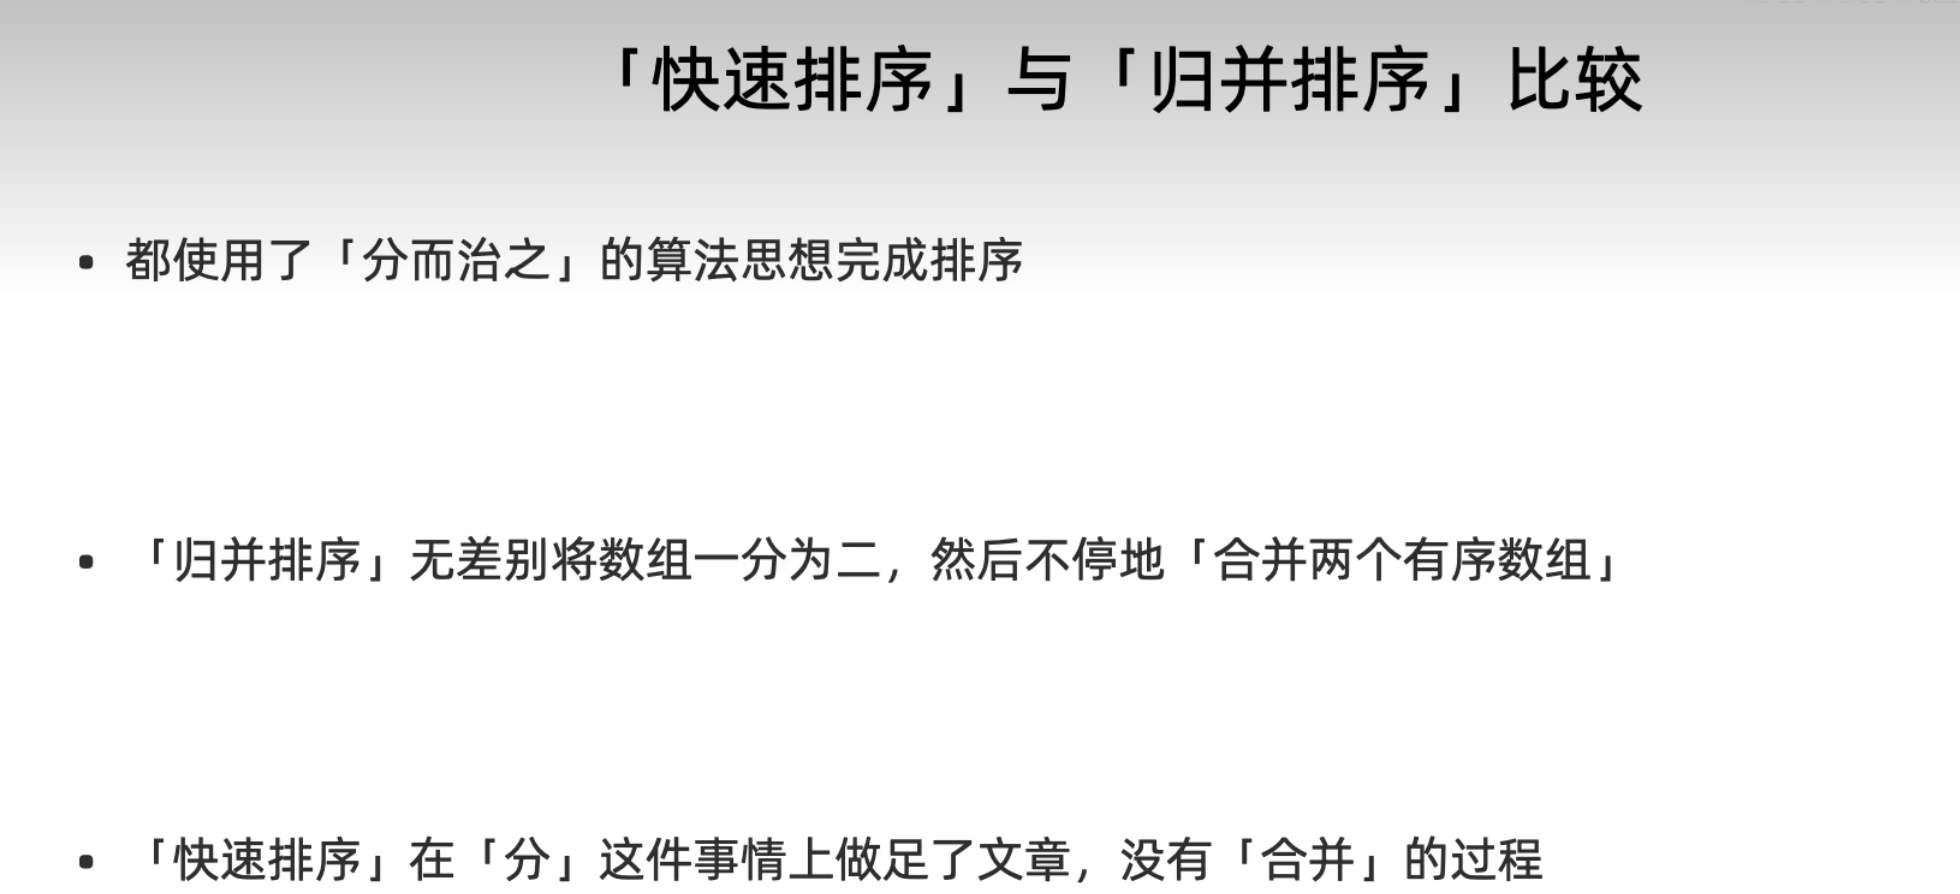 「快速排序」与「归并排序」比较
• 都使用了「分而治之」的算法思想完成排序
• 「归并排序」无差别将数组一分为二，然后不停地「合并两个有序数组」
• 「快速排序」在「分」这件事情上做足了文章，没有「合并」的过程